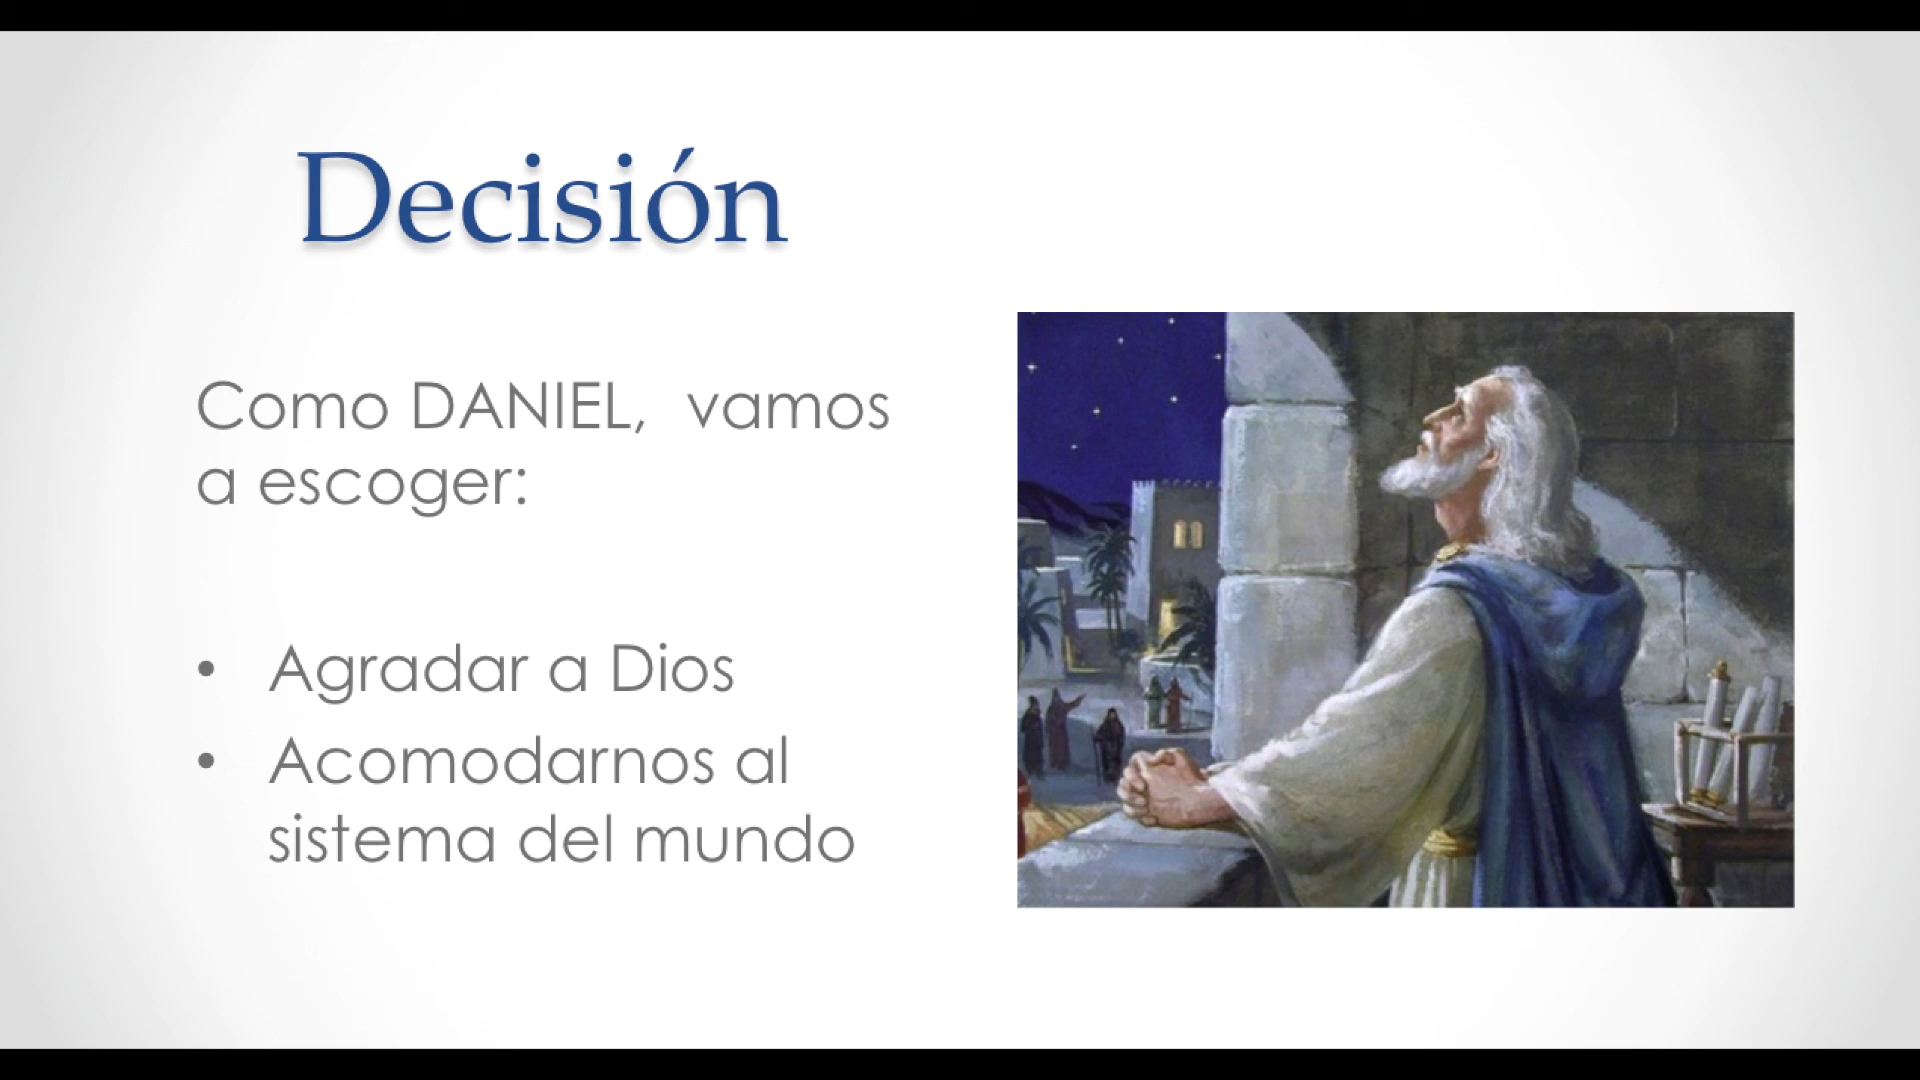 Decisión
Como DANIEL,  vamos
a escoger:
• Agradar a Dios
• Acomodarnos al
sistema del mundo